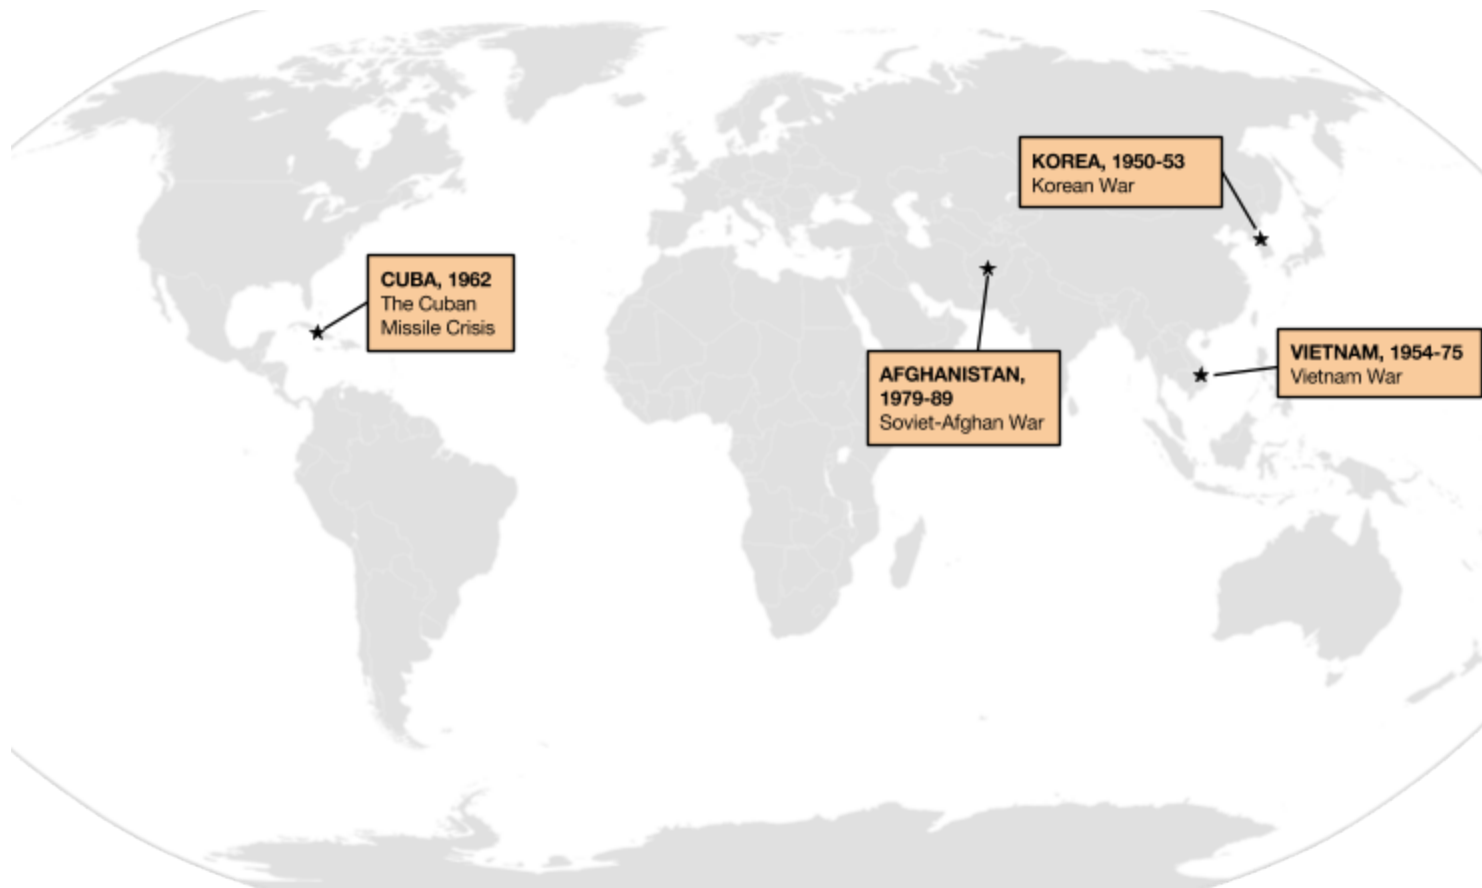 KOREA, 1950-53
Korean War
CUBA, 1962
The Cuban
Missile Crisis
VIETNAM, 1954-75
Vietnam War
AFGHANISTAN,
1979-89
Soviet-Afghan War